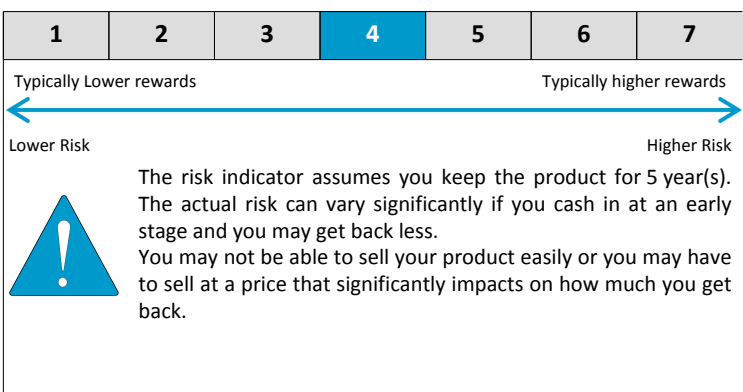 1 2 3 4 5 6 7
Typically Lower rewards Typically higher rewards
Lower Risk Higher Risk
The risk indicator assumes you keep the product for 5 year(s).
The actual risk can vary significantly if you cash in at an early
stage and you may get back less.
You may not be able to sell your product easily or you may have
to sell at a price that significantly impacts on how much you get
back.